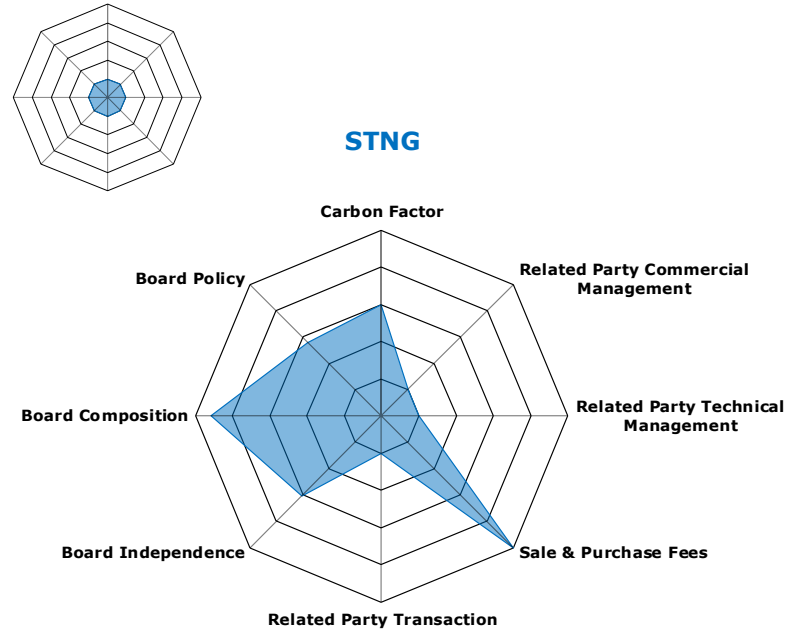 STNG
Carbon Factor
Related Party Commercial
Management
Board Policy
Board Composition
Related Party Technical
Management
Board Independence
Sale & Purchase Fees
Related Party Transaction